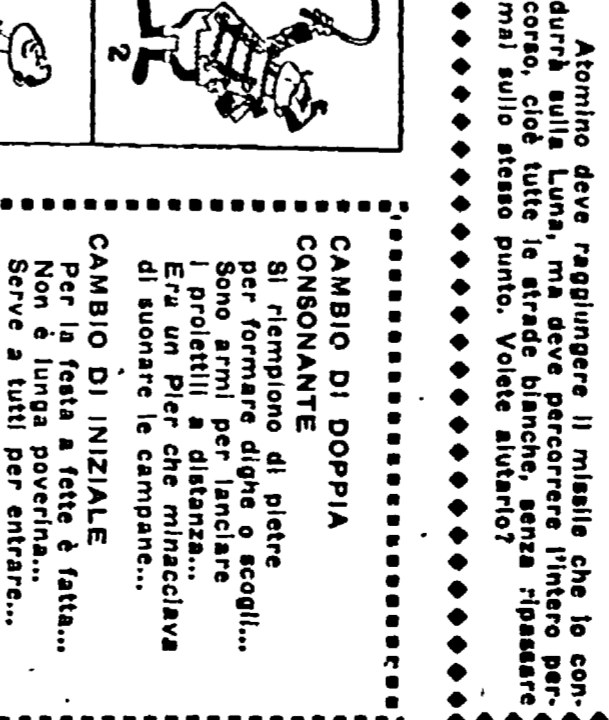 Atomino deve raggiungere il missile che lo con-
durrà sulla Luna, ma deve percorrere l'intero per-
corso, cioè tutte le strade bianche, senza ripassare
mai sullo stesso punto. Volete aiutarlo?
2
CAMBIO DI DOPPIA
CONSONANTE
Si riempiono di pietre
per formare dighe o scogli...
Sono armi per lanciare
i proiettili a distanza...
Era un Pier che minacciava
di suonare le campane...
CAMBIO DI INIZIALE
Per la festa a fette è fatta...
Non è lunga poverina...
Serve a tutti per entrare...